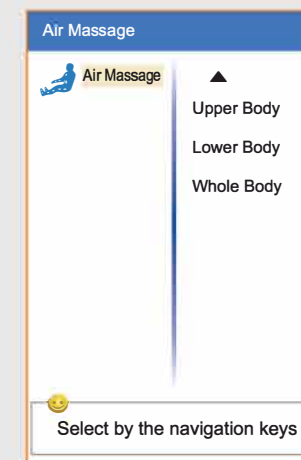 Air Massage
Air Massage
Upper Body
Lower Body
Whole Body
Select by the navigation keys